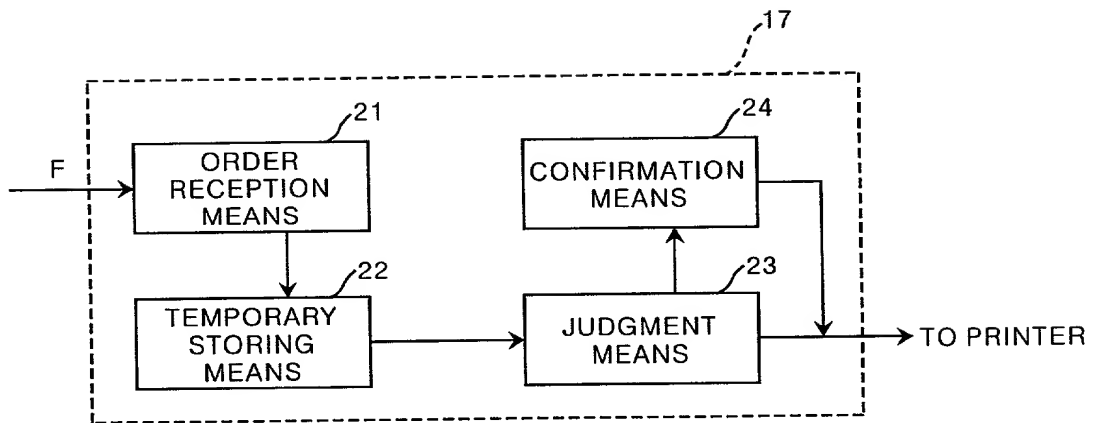 17
21
ORDER
RECEPTION
MEANS
F
24
CONFIRMATION
MEANS
22
TEMPORARY
STORING
MEANS
23
JUDGMENT
MEANS
TO PRINTER